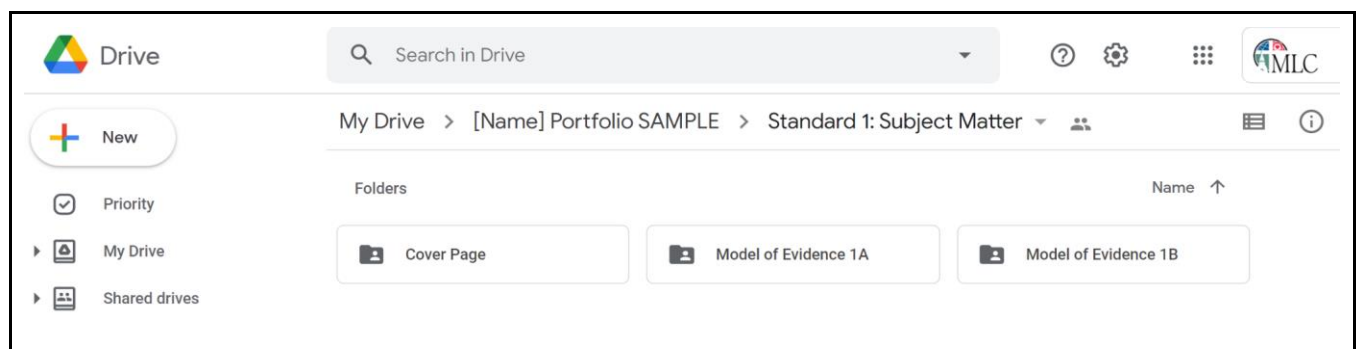 Drive
Search in Drive
MLC
New
My Drive > [Name] Portfolio SAMPLE > Standard 1: Subject Matter
Priority
My Drive
Shared drives
Folders
Name ↑
Cover Page
Model of Evidence 1A
Model of Evidence 1B